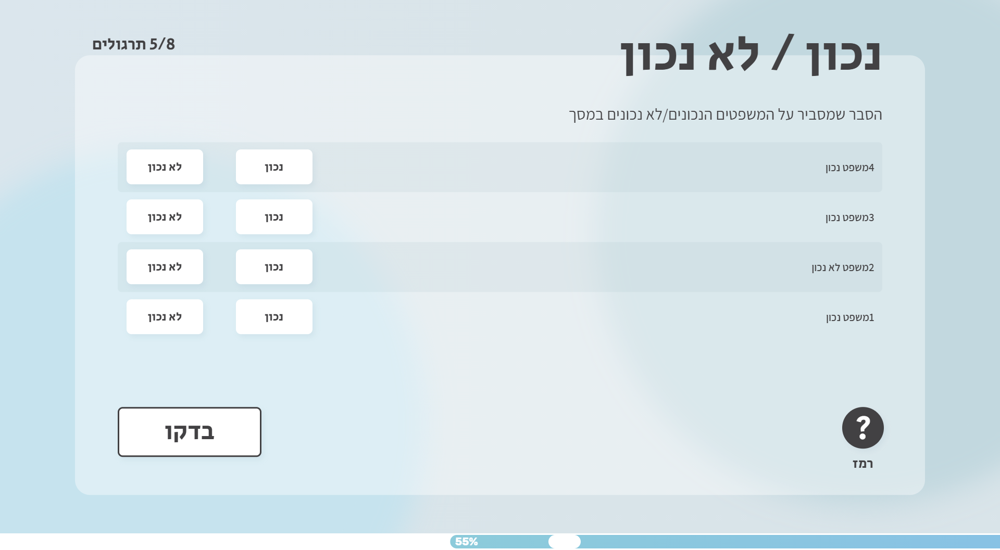 נכון / לא נכון
5/8 תרגולים
הסבר שמסביר על המשפטים הנכונים/לא נכונים במסך
4משפט נכון
נכון
לא נכון
3משפט נכון
נכון
לא נכון
2משפט לא נכון
נכון
לא נכון
1משפט נכון
נכון
לא נכון
?
רמז
בדקו
55%